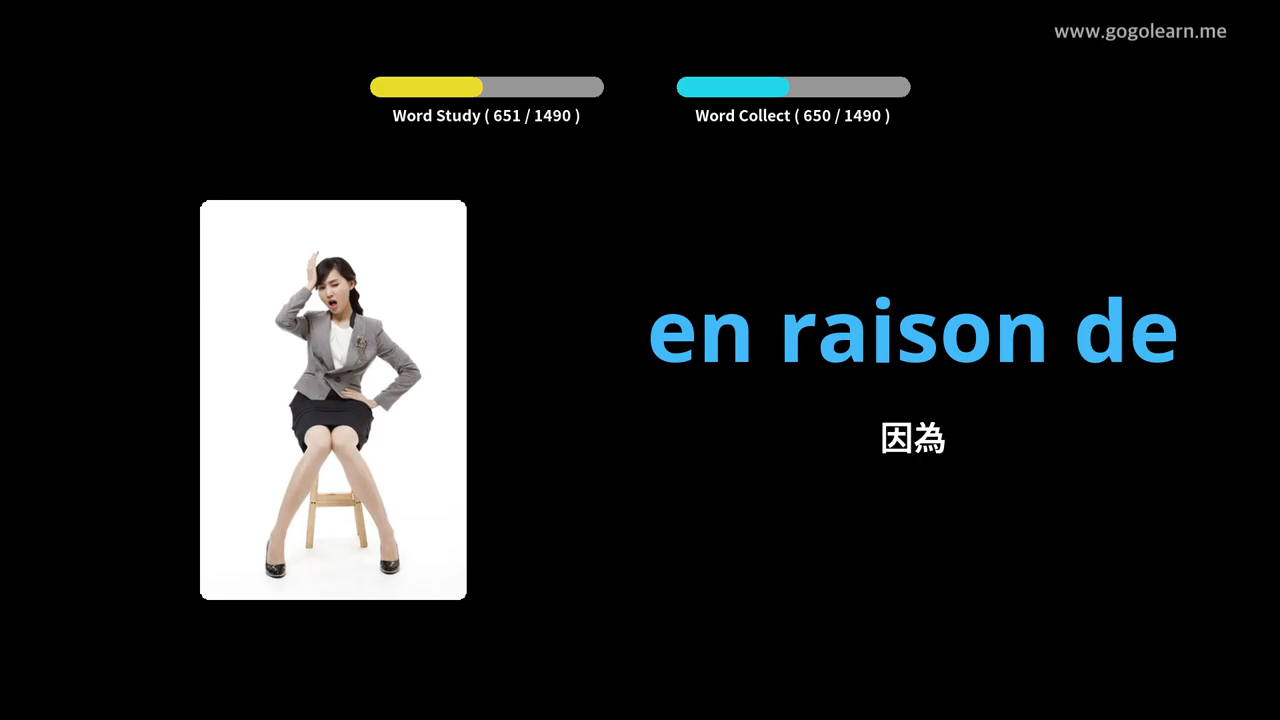 www.gogolearn.me
Word Study ( 651 / 1490 )
Word Collect ( 650 / 1490 )
en raison de
因為